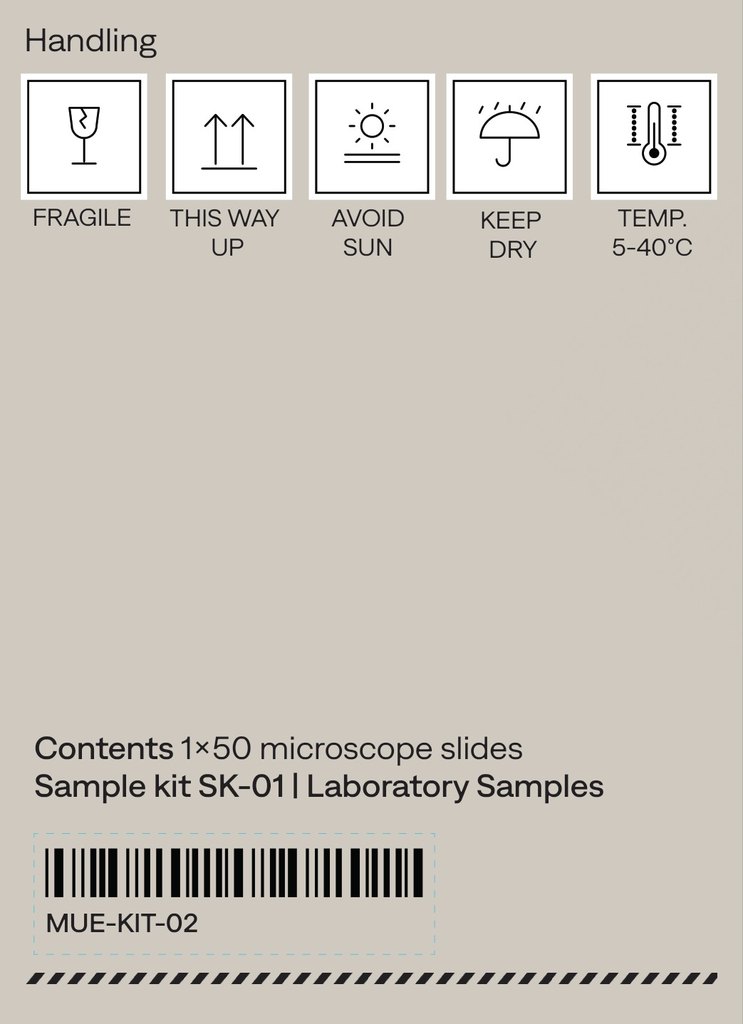 Handling
FRAGILE
THIS WAY
UP
AVOID
SUN
KEEP
DRY
TEMP.
5-40°C
Contents 1×50 microscope slides
Sample kit SK-01 | Laboratory Samples
MUE-KIT-02